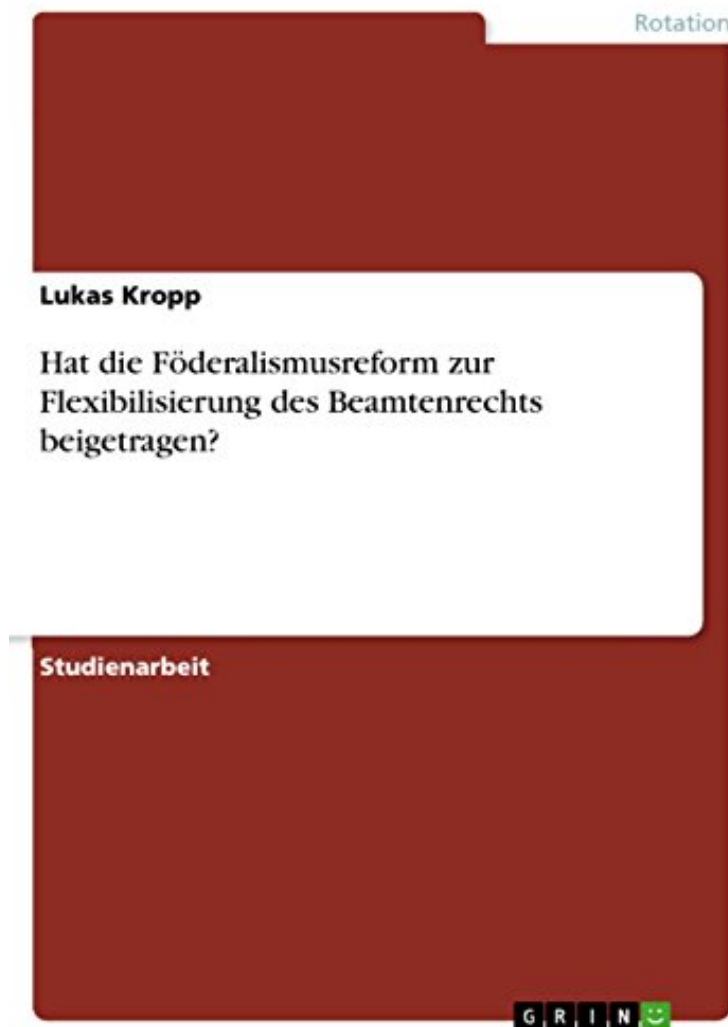 Rotation
Lukas Kropp
Hat die Föderalismusreform zur
Flexibilisierung des Beamtenrechts
beigetragen?
Studienarbeit
GRIN